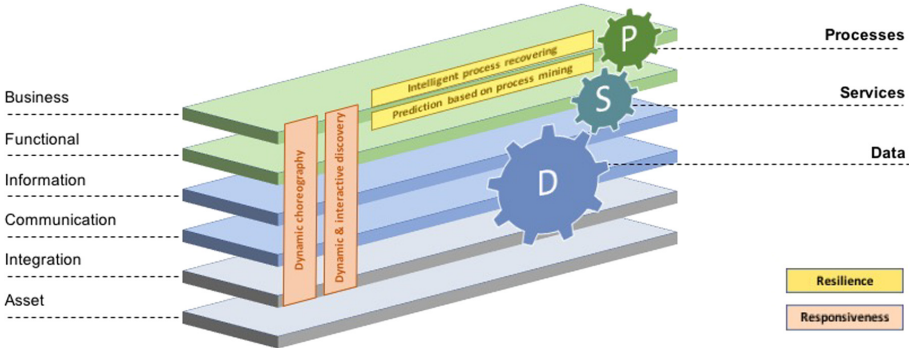 Business
Functional
Information
Communication
Integration
Asset
Dynamic choreography
Dynamic & interactive discovery
Intelligent process recovering
Prediction based on process mining
P
S
D
Processes
Services
Data
Resilience
Responsiveness